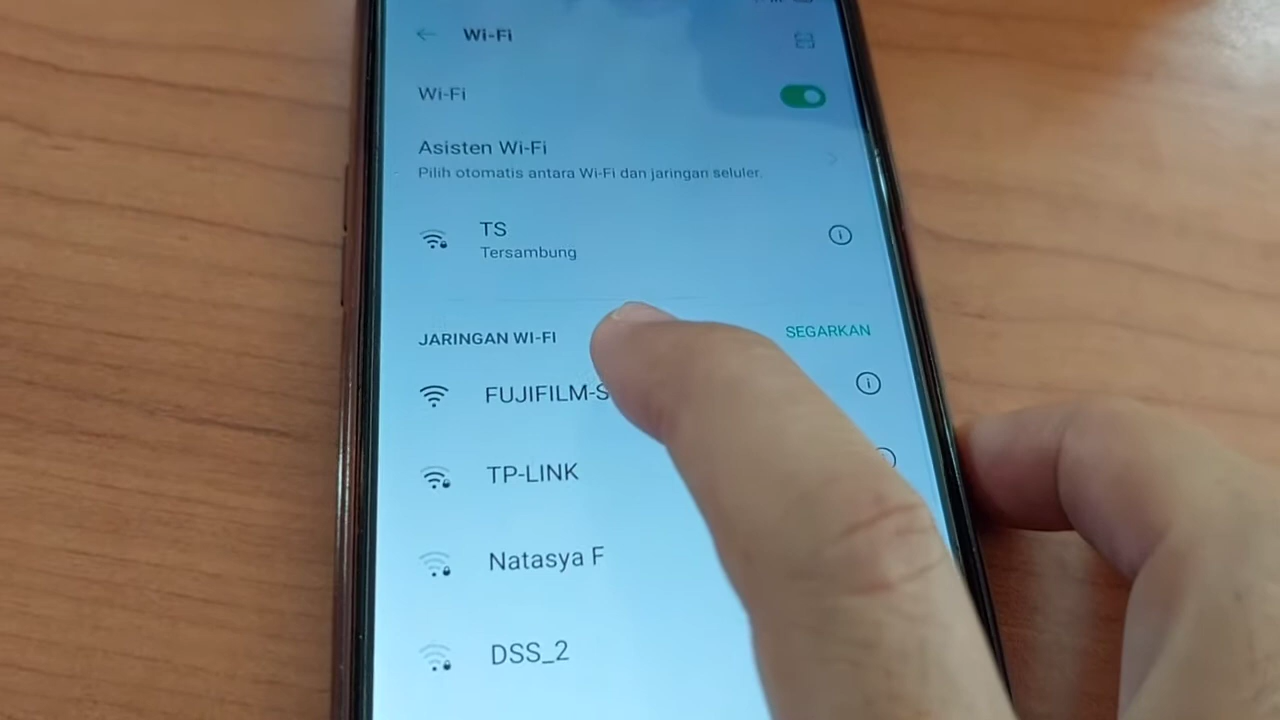 Wi-Fi
Wi-Fi
Asisten Wi-Fi
Pilih otomatis antara Wi-Fi dan jaringan seluler.
TS
Tersambung
JARINGAN WI-FI
SEGARKAN
FUJIFILM-S
TP-LINK
Natasya F
DSS_2